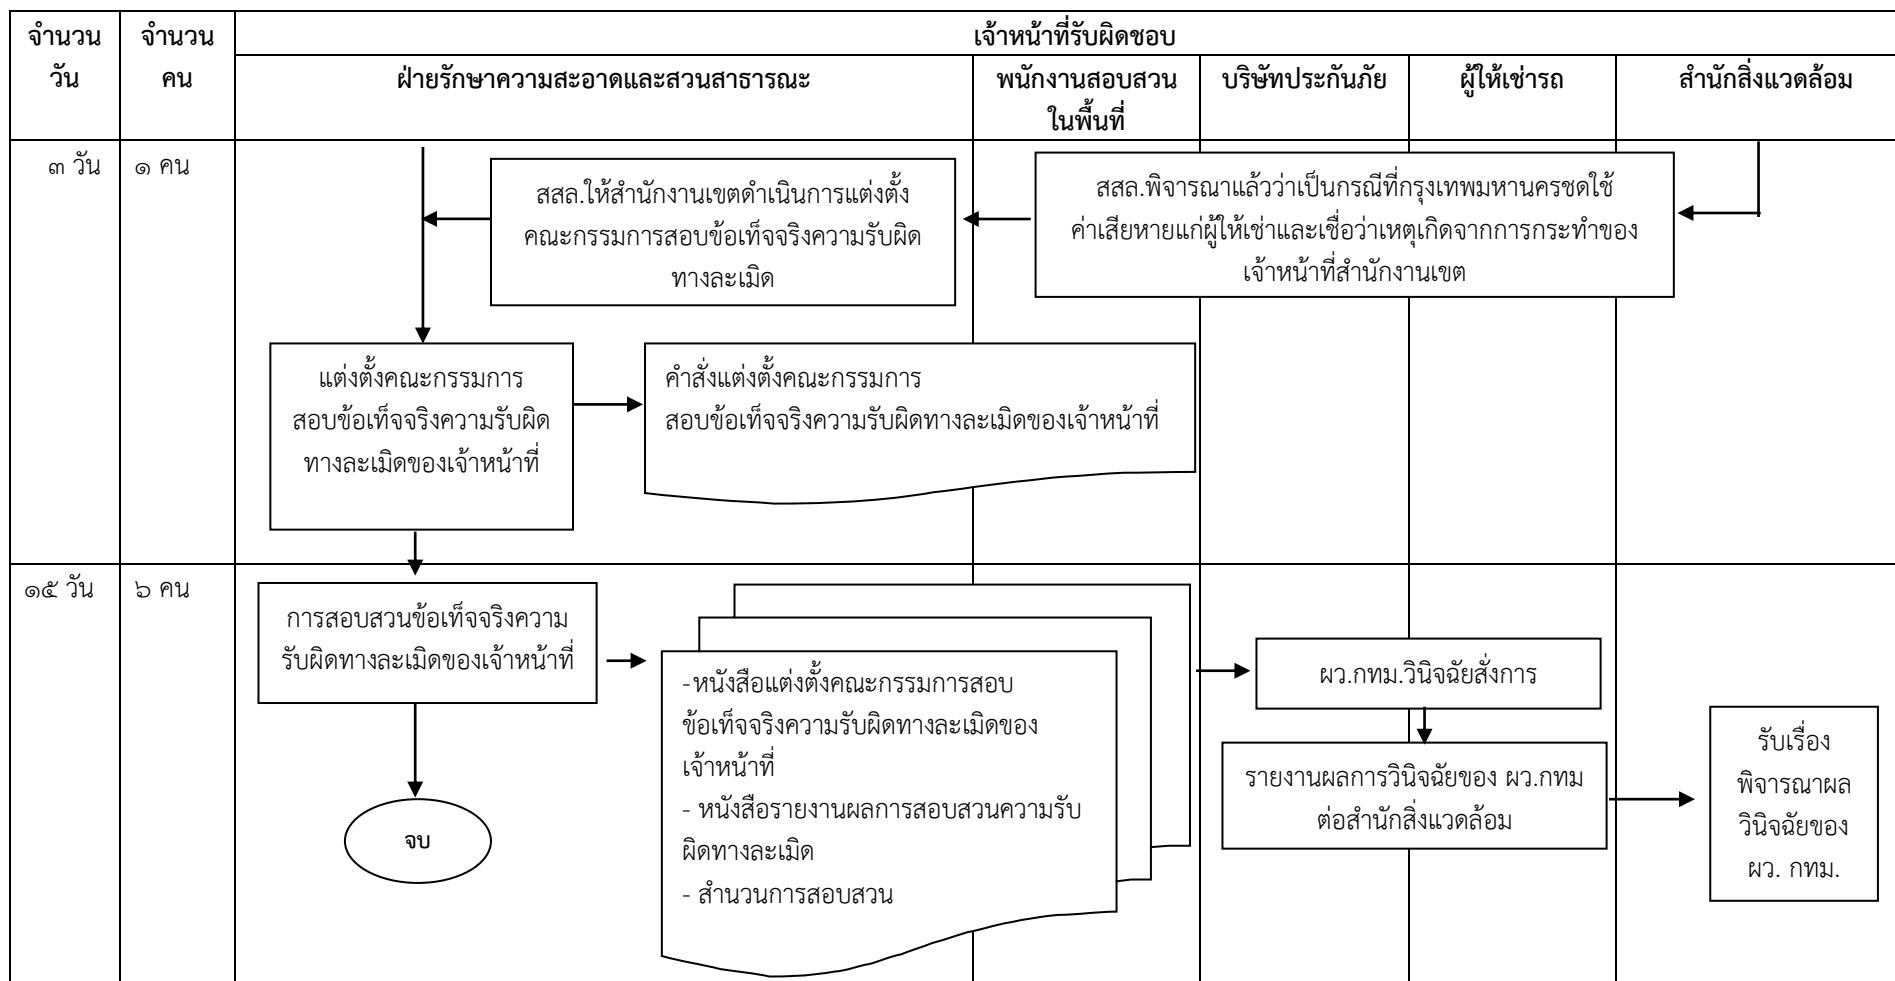 จำนวน
วัน
จำนวน
คน
เจ้าหน้าที่รับผิดชอบ
ฝ่ายรักษาความสะอาดและสวนสาธารณะ
พนักงานสอบสวน
ในพื้นที่
บริษัทประกันภัย
ผู้ให้เช่ารถ
สำนักสิ่งแวดล้อม
๓ วัน
๑ คน
สสล.ให้สำนักงานเขตดำเนินการแต่งตั้ง
คณะกรรมการสอบข้อเท็จจริงความรับผิด
ทางละเมิด
สสล.พิจารณาแล้วว่าเป็นกรณีที่กรุงเทพมหานครชดใช้
ค่าเสียหายแก่ผู้ให้เช่าและเชื่อว่าเหตุเกิดจากการกระทำของ
เจ้าหน้าที่สำนักงานเขต
แต่งตั้งคณะกรรมการ
สอบข้อเท็จจริงความรับผิด
ทางละเมิดของเจ้าหน้าที่
คำสั่งแต่งตั้งคณะกรรมการ
สอบข้อเท็จจริงความรับผิดทางละเมิดของเจ้าหน้าที่
๑๕ วัน
๖ คน
การสอบสวนข้อเท็จจริงความ
รับผิดทางละเมิดของเจ้าหน้าที่
-หนังสือแต่งตั้งคณะกรรมการสอบ
ข้อเท็จจริงความรับผิดทางละเมิดของ
เจ้าหน้าที่
- หนังสือรายงานผลการสอบสวนความรับ
ผิดทางละเมิด
- สำนวนการสอบสวน
ผว.กทม.วินิจฉัยสั่งการ
รายงานผลการวินิจฉัยของ ผว.กทม
ต่อสำนักสิ่งแวดล้อม
รับเรื่อง
พิจารณาผล
วินิจฉัยของ
ผว. กทม.
จบ